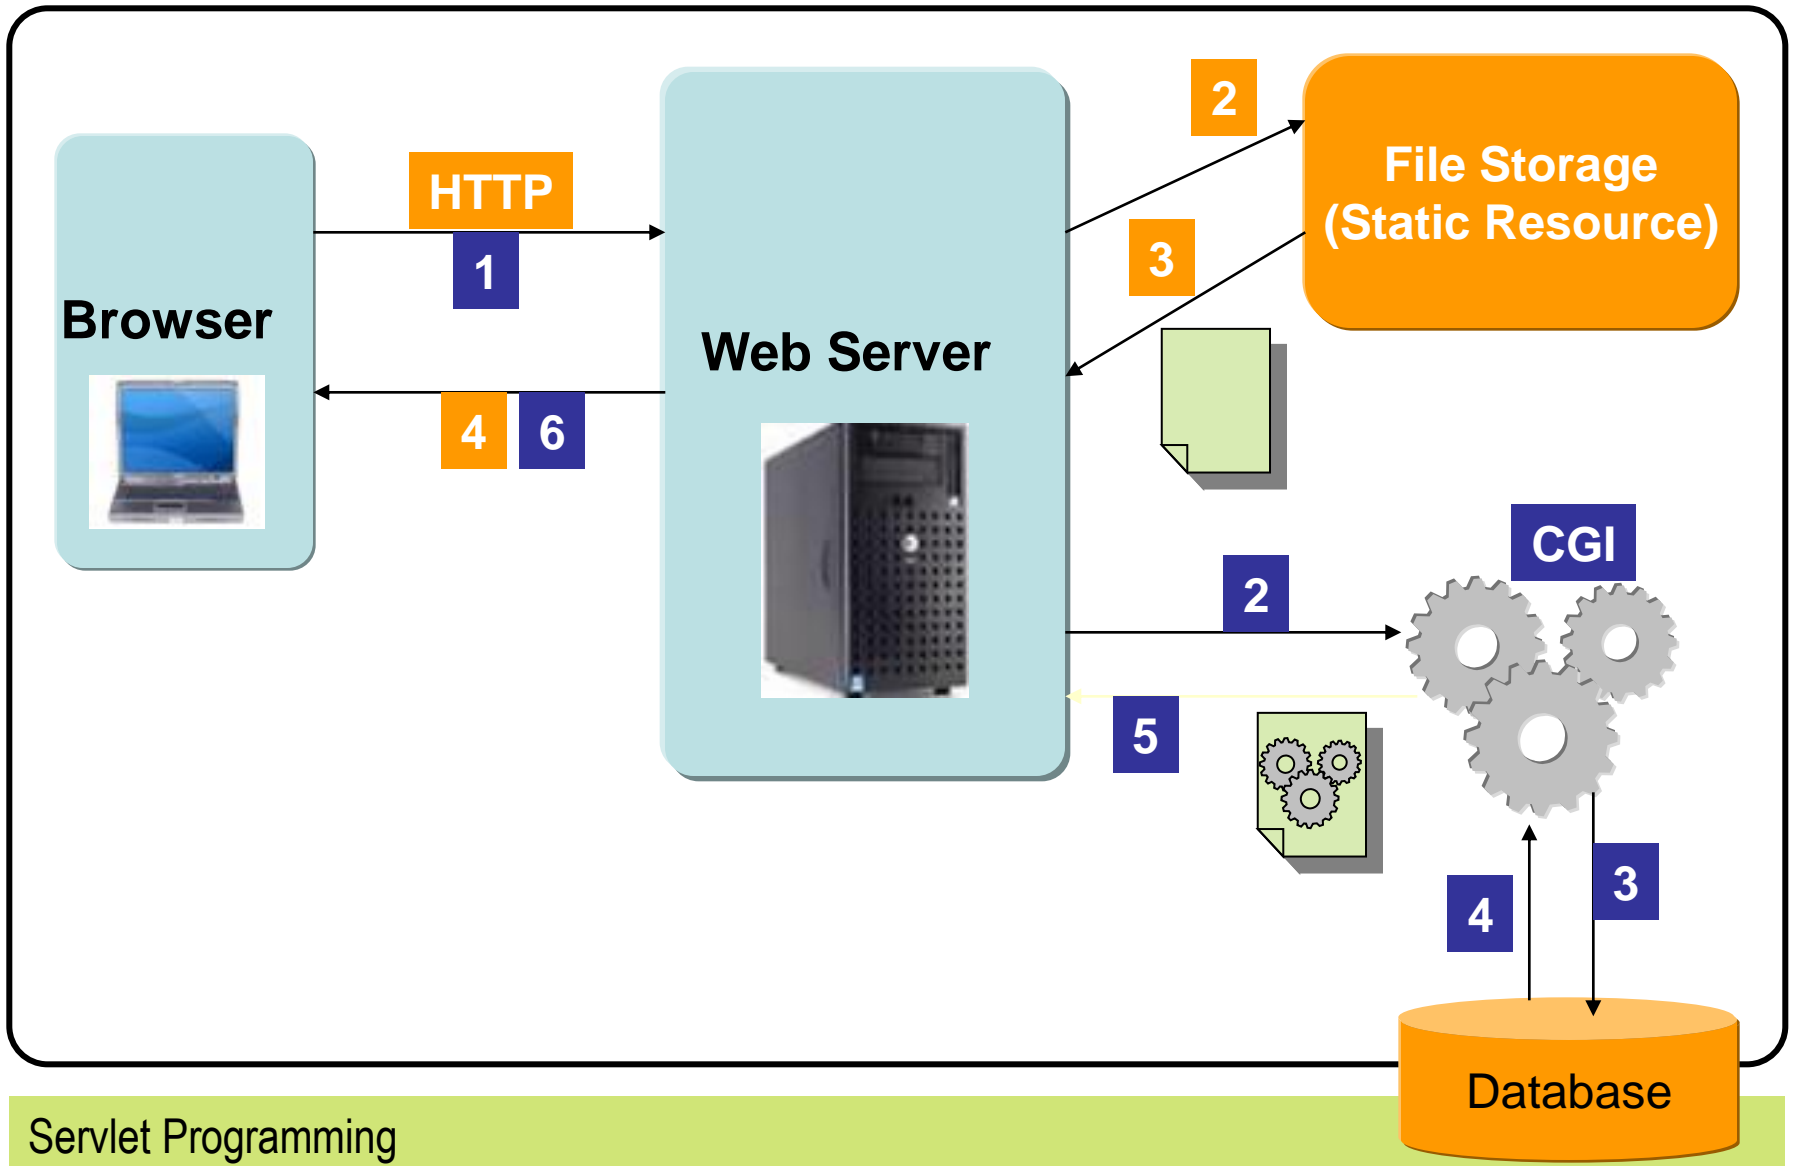 2
File Storage
(Static Resource)
HTTP
3
1
Browser
Web Server
4 6
CGI
2
5
3
4
Database
Servlet Programming